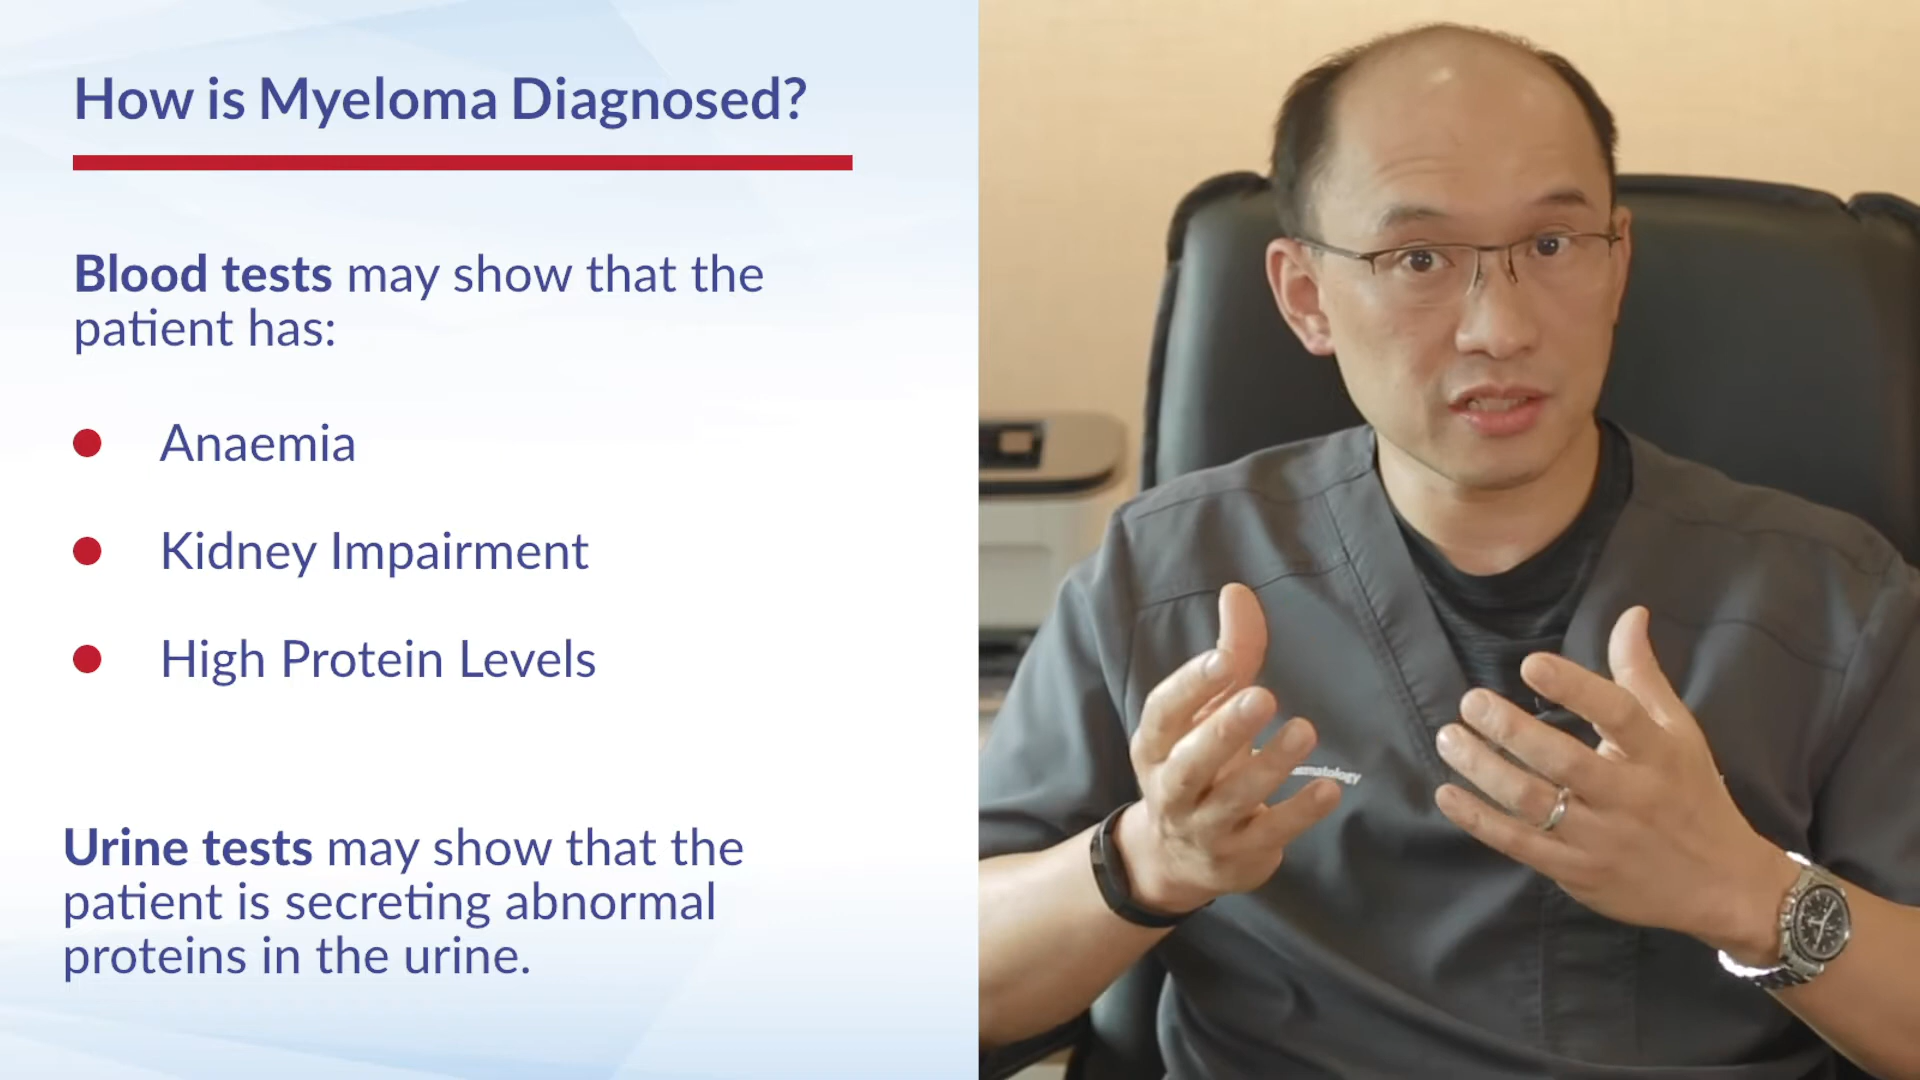 How is Myeloma Diagnosed?
Blood tests may show that the
patient has:
Anaemia
Kidney Impairment
High Protein Levels
Urine tests may show that the
patient is secreting abnormal
proteins in the urine.